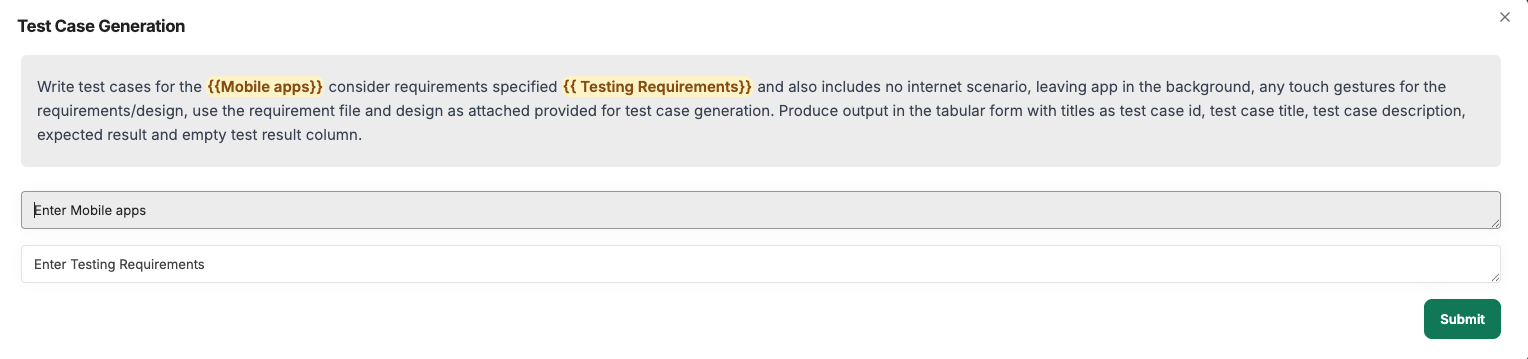 Test Case Generation
Write test cases for the {{Mobile apps}} consider requirements specified {{ Testing Requirements}} and also includes no internet scenario, leaving app in the background, any touch gestures for the
requirements/design, use the requirement file and design as attached provided for test case generation. Produce output in the tabular form with titles as test case id, test case title, test case description,
expected result and empty test result column.
Enter Mobile apps
Enter Testing Requirements
Submit